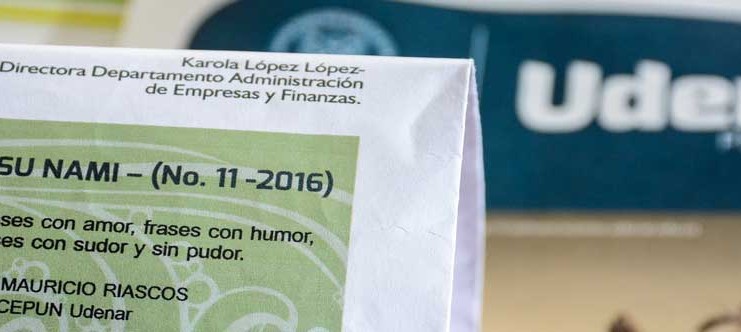 Karola López López-
Directora Departamento Administración
de Empresas y Finanzas.
SU NAMI – (No. 11 -2016)
ses con amor, frases con humor,
es con sudor y sin pudor.
MAURICIO RIASCOS
CEPUN Udenar
Uden